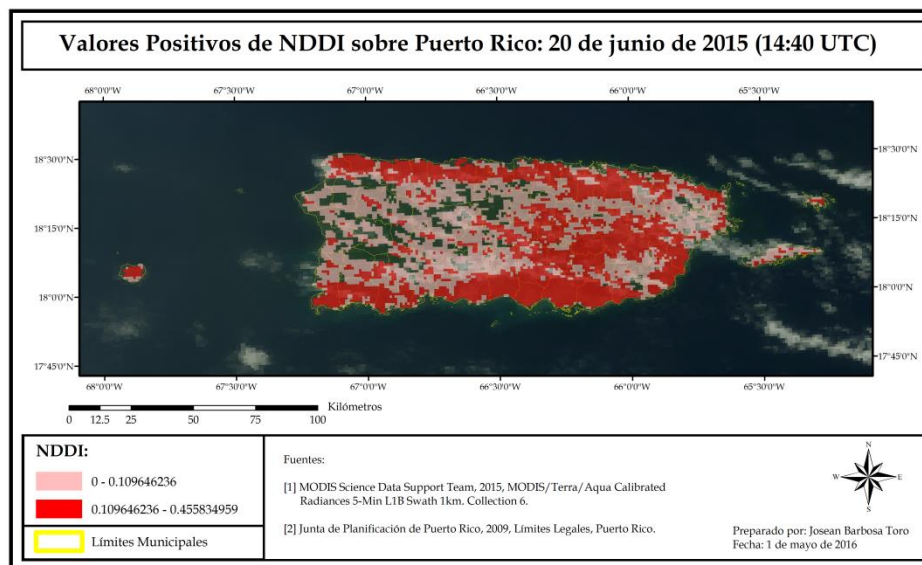 Valores Positivos de NDDI sobre Puerto Rico: 20 de junio de 2015 (14:40 UTC)
68°0'0"W 67°30'0"W 67°0'0"W 66°30'0"W 66°0'0"W 65°30'0"W
18°30'0"N 18°30'0"N
18°15'0"N 18°15'0"N
18°0'0"N 18°0'0"N
17°45'0"N 17°45'0"N
68°0'0"W 67°30'0"W 67°0'0"W 66°30'0"W 66°0'0"W 65°30'0"W
Kilómetros
0 12.5 25 50 75 100
NDDI:
0 - 0.109646236
0.109646236 - 0.455834959
Límites Municipales
Fuentes:
[1] MODIS Science Data Support Team, 2015, MODIS/Terra/Aqua Calibrated
Radiances 5-Min L1B Swath 1km. Collection 6.
[2] Junta de Planificación de Puerto Rico, 2009, Límites Legales, Puerto Rico.
N
W E
S
Preparado por: Josean Barbosa Toro
Fecha: 1 de mayo de 2016